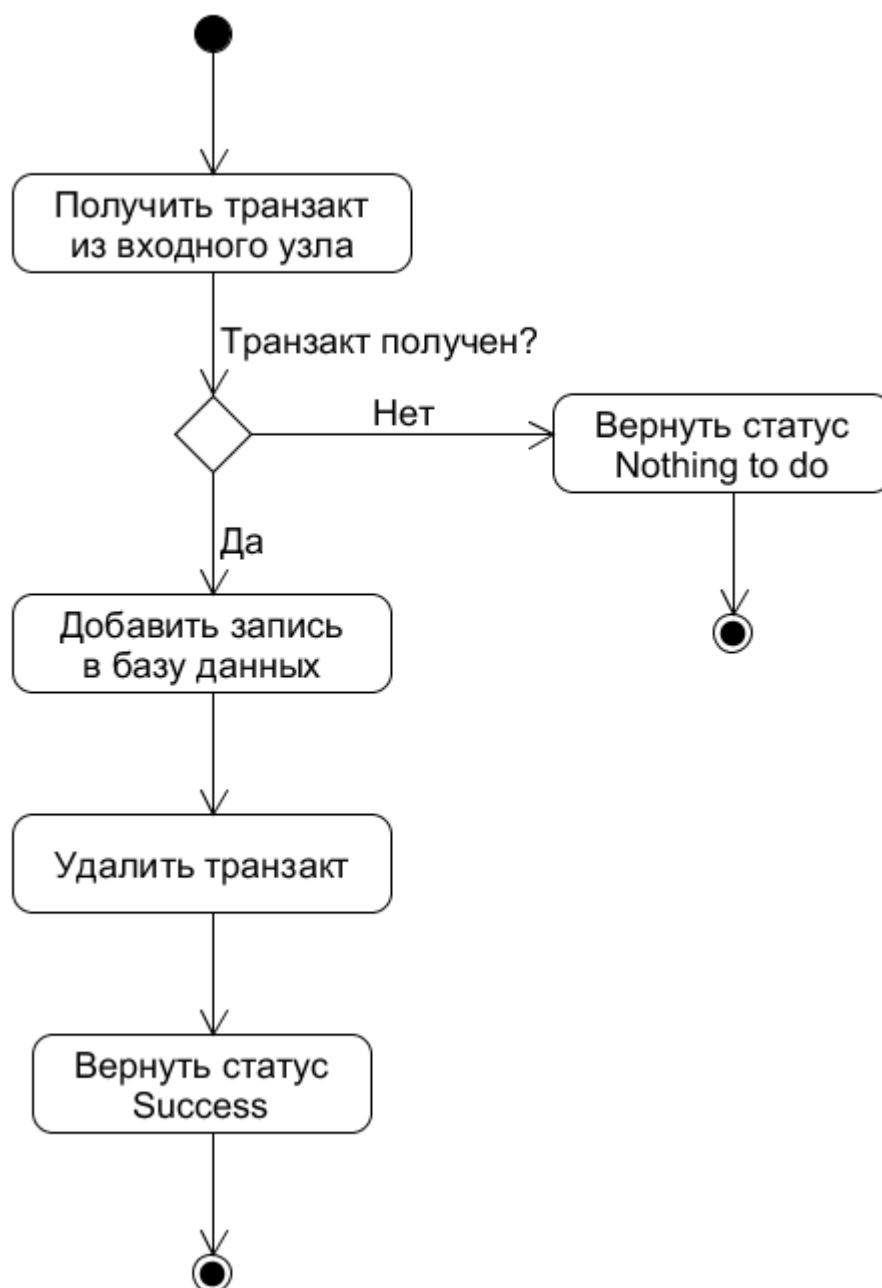 Получить транзакт
из входного узла
Транзакт получен?
Нет
Вернуть статус
Nothing to do
Да
Добавить запись
в базу данных
Удалить транзакт
Вернуть статус
Success